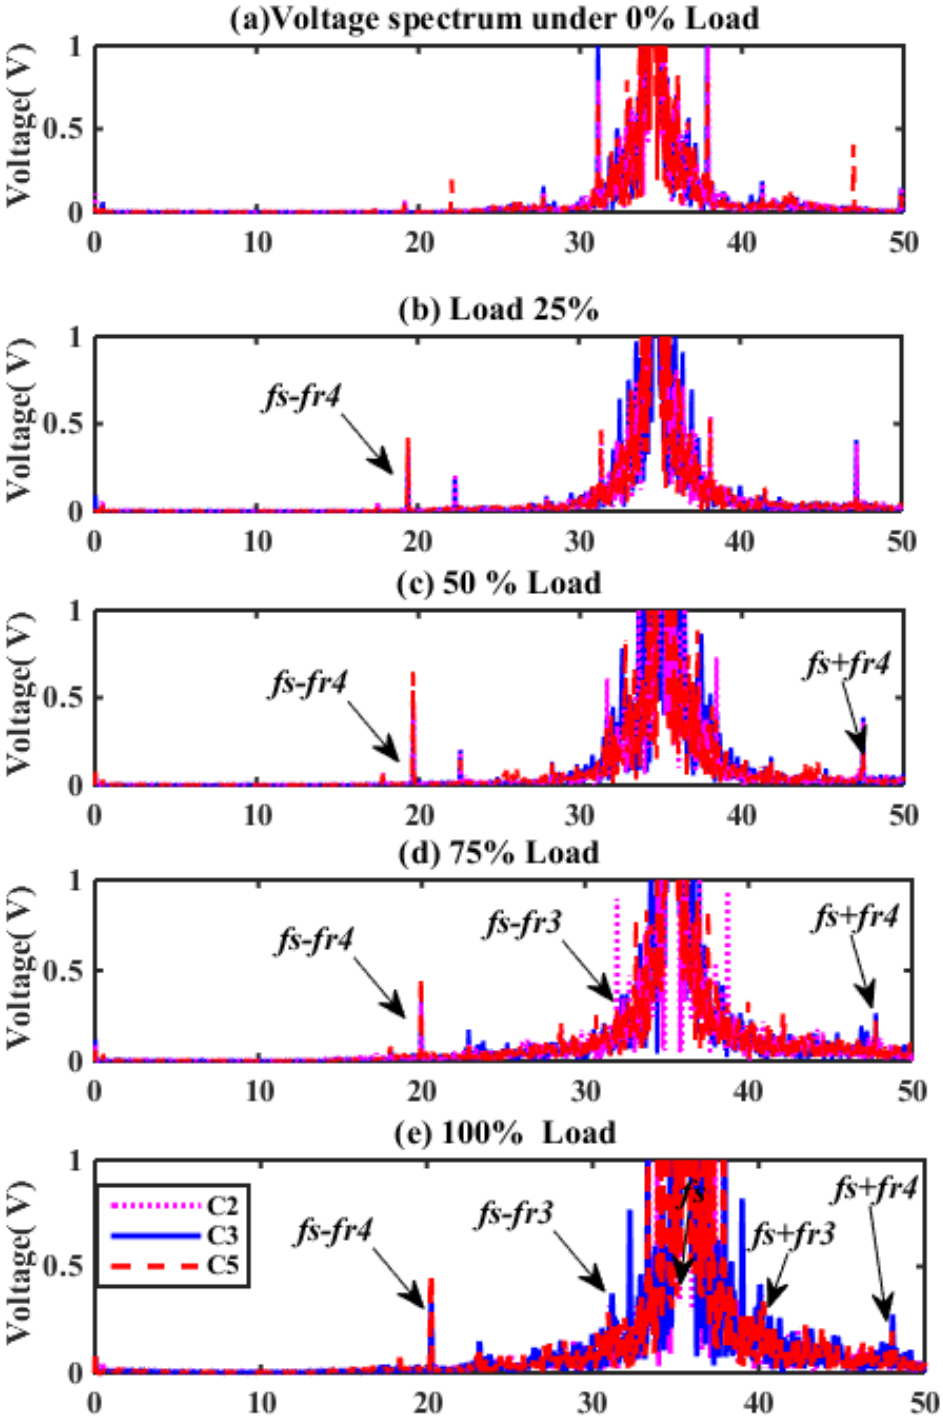 (a)Voltage spectrum under 0% Load
Voltage( V)
1
0.5
0
0 10 20 30 40 50
(b) Load 25%
Voltage( V)
1
0.5
0
fs-fr4
0 10 20 30 40 50
(c) 50 % Load
Voltage( V)
1
0.5
0
fs-fr4
fs+fr4
0 10 20 30 40 50
(d) 75% Load
Voltage( V)
1
0.5
0
fs-fr4
fs-fr3
fs+fr4
0 10 20 30 40 50
(e) 100% Load
Voltage( V)
1
0.5
0
C2
C3
C5
fs-fr4
fs-fr3
fs
fs+fr3
fs+fr4
0 10 20 30 40 50